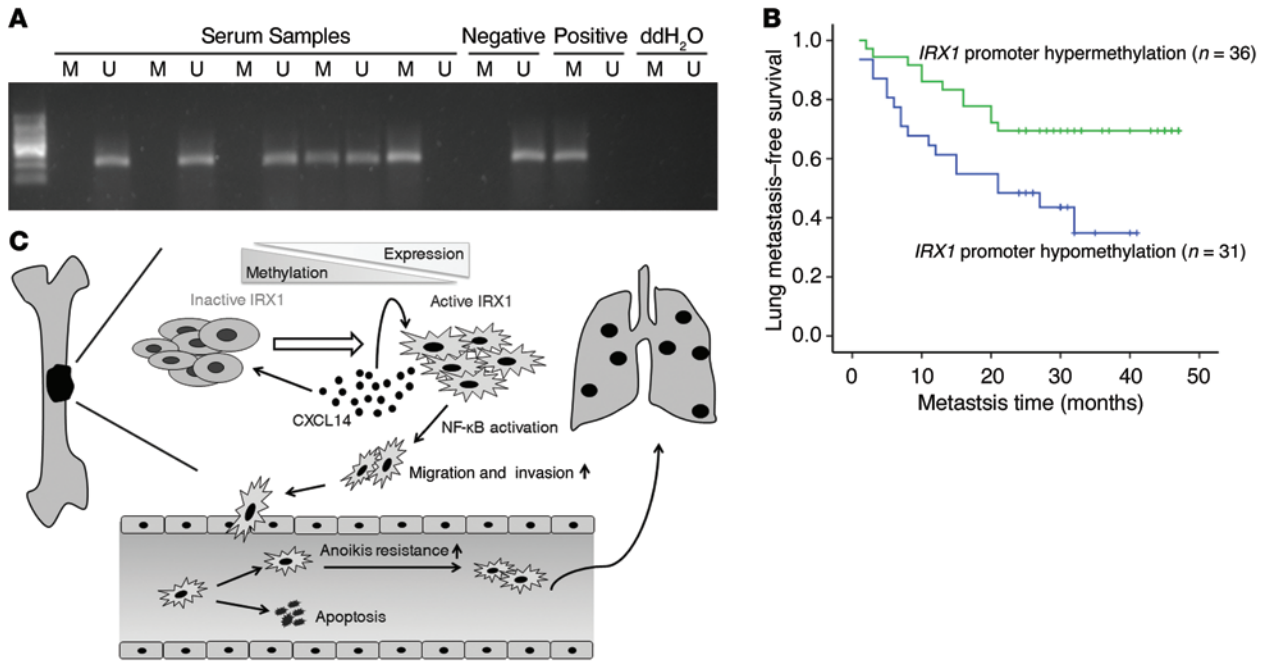 A
Serum Samples Negative Positive ddH₂O
M U M U M U M U M U M U M U M U
B
Lung metastasis–free survival
1.0
0.8
0.6
0.4
0.2
0.0
IRX1 promoter hypermethylation (n = 36)
IRX1 promoter hypomethylation (n = 31)
0 10 20 30 40 50
Metastsis time (months)
C
Expression
Methylation
Inactive IRX1
Active IRX1
CXCL14
NF-κB activation
Migration and invasion
Anoikis resistance
Apoptosis